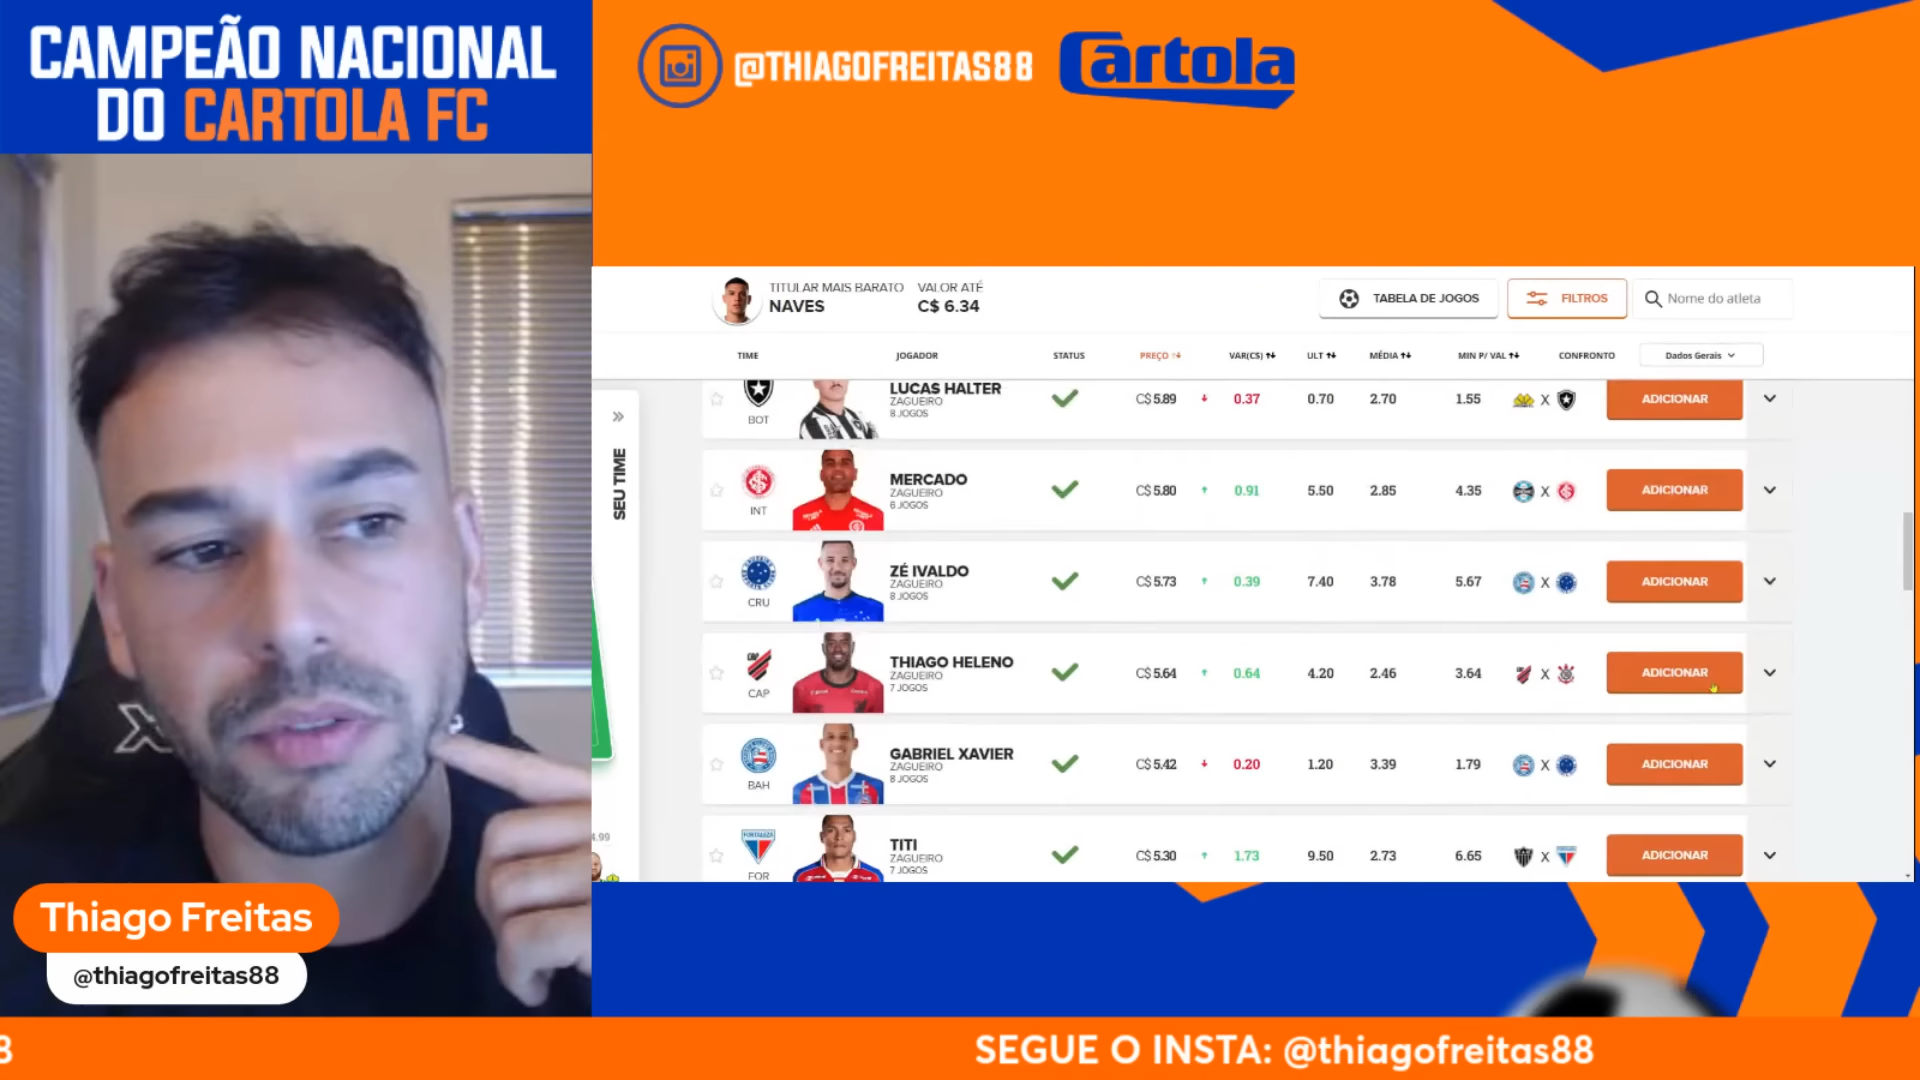 CAMPEÃO NACIONAL
DO CARTOLA FC
@THIAGOFREITAS88
Cartola
TITULAR MAIS BARATO
NAVES
VALOR ATÉ
C$ 6.34
TABELA DE JOGOS
FILTROS
Nome do atleta
TIME JOGADOR STATUS PREÇO VAR(C$) ULT MÉDIA MIN P/ VAL CONFRONTO Dados Gerais
SEU TIME
BOT
LUCAS HALTER
ZAGUEIRO
8 JOGOS
C$ 5.89 0.37 0.70 2.70 1.55 X ADICIONAR
INT
MERCADO
ZAGUEIRO
6 JOGOS
C$ 5.80 0.91 5.50 2.85 4.35 X ADICIONAR
CRU
ZÉ IVALDO
ZAGUEIRO
8 JOGOS
C$ 5.73 0.39 7.40 3.78 5.67 X ADICIONAR
CAP
THIAGO HELENO
ZAGUEIRO
7 JOGOS
C$ 5.64 0.64 4.20 2.46 3.64 X ADICIONAR
BAH
GABRIEL XAVIER
ZAGUEIRO
8 JOGOS
C$ 5.42 0.20 1.20 3.39 1.79 X ADICIONAR
FORTALEZA
FOR
TITI
ZAGUEIRO
7 JOGOS
C$ 5.30 1.73 9.50 2.73 6.65 X ADICIONAR
4.99
Thiago Freitas
@thiagofreitas88
8
SEGUE O INSTA: @thiagofreitas88